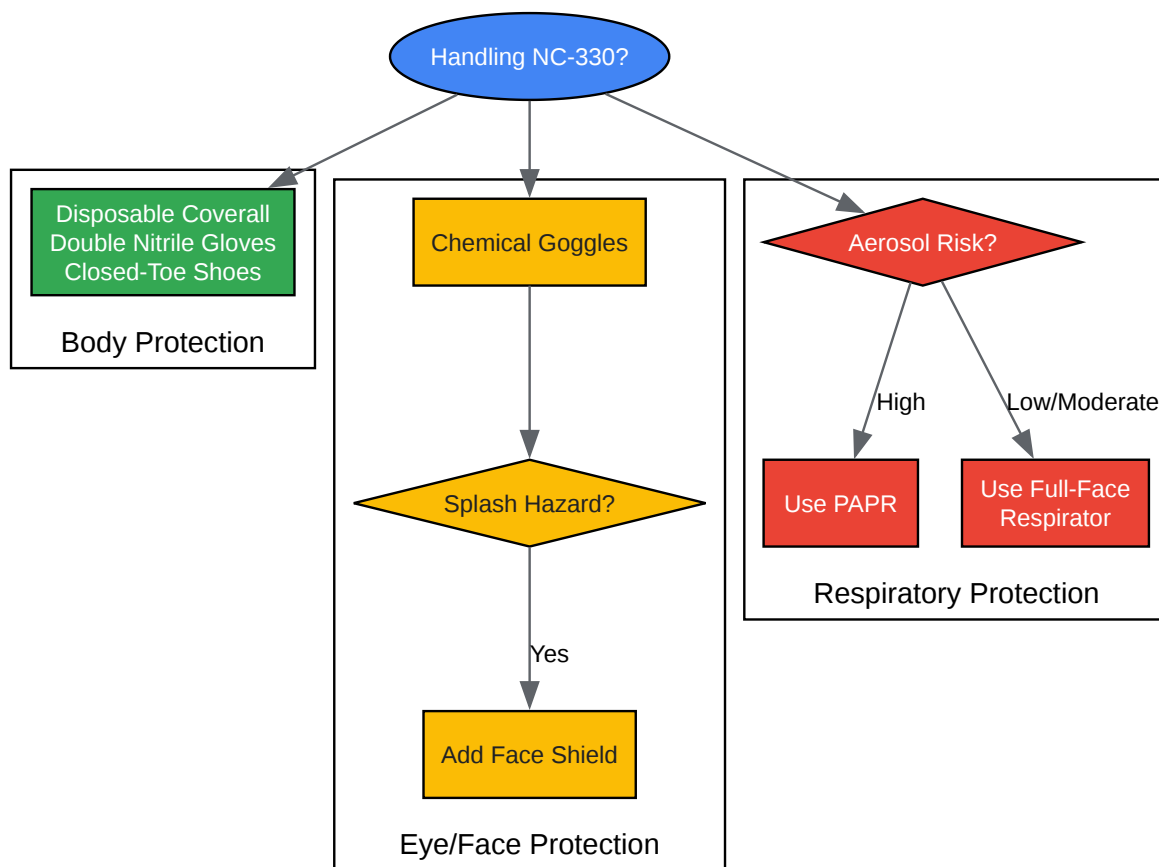 Handling NC-330?
Disposable Coverall
Double Nitrile Gloves
Closed-Toe Shoes
Body Protection
Chemical Goggles
Splash Hazard?
Yes
Add Face Shield
Eye/Face Protection
Aerosol Risk?
High
Low/Moderate
Use PAPR
Use Full-Face
Respirator
Respiratory Protection